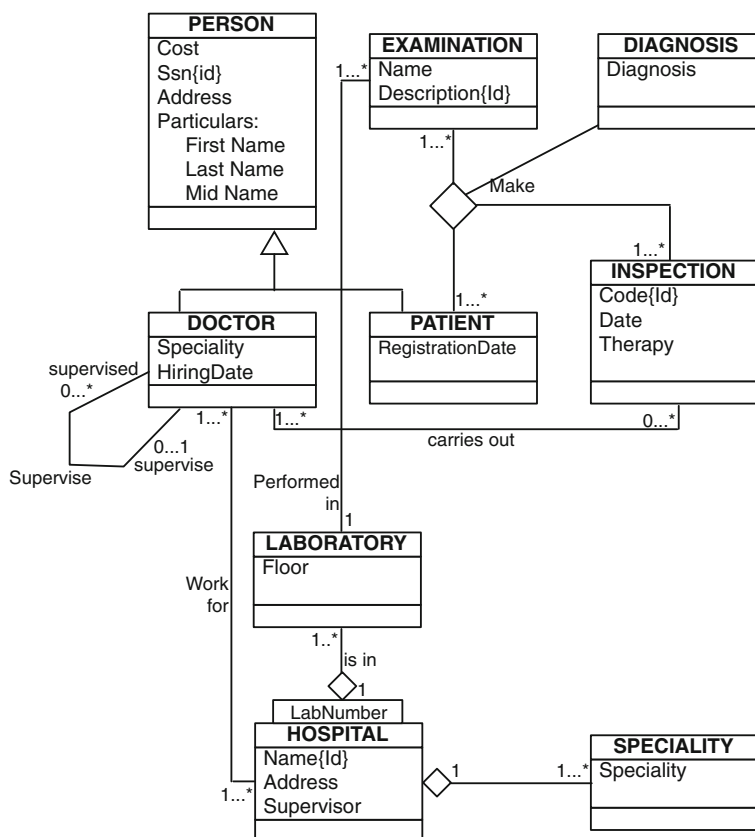 PERSON
Cost
Ssn{id}
Address
Particulars:
First Name
Last Name
Mid Name
EXAMINATION
Name
Description{Id}
DIAGNOSIS
Diagnosis
1...*
1...*
Make
1...*
1...*
INSPECTION
Code{Id}
Date
Therapy
DOCTOR
Speciality
HiringDate
PATIENT
RegistrationDate
supervised
0...*
1...*
1...*
0...*
carries out
0...1
supervise
Supervise
Performed
in
1
LABORATORY
Floor
Work
for
1..*
is in
1
LabNumber
HOSPITAL
Name{Id}
Address
Supervisor
1...*
1
1...*
SPECIALITY
Speciality